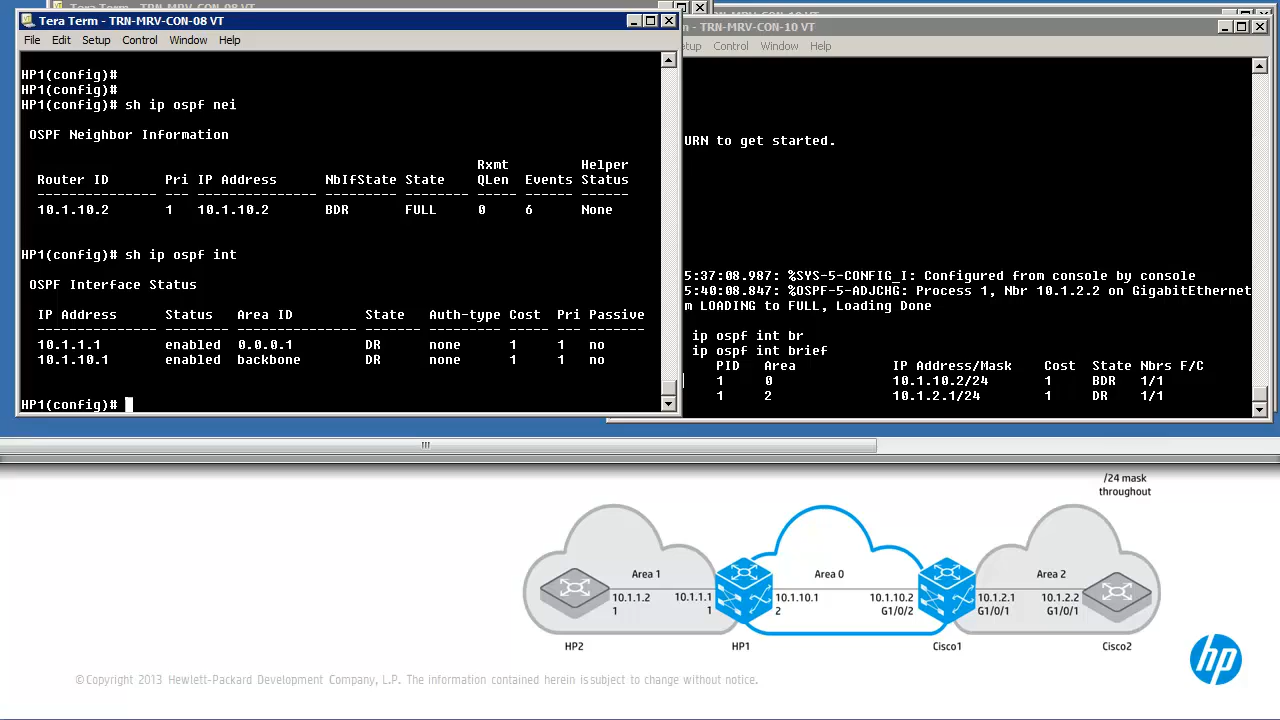 Tera Term - TRN-MRV-CON-08 VT
Tera Term - TRN-MRV-CON-08 VT
File Edit Setup Control Window Help
HP1(config)#
HP1(config)#
HP1(config)# sh ip ospf nei
OSPF Neighbor Information
Rxmt Helper
Router ID Pri IP Address NbIfState State QLen Events Status
--------------- --- --------------- --------- -------- ----- ------ ------
10.1.10.2 1 10.1.10.2 BDR FULL 0 6 None
HP1(config)# sh ip ospf int
OSPF Interface Status
IP Address Status Area ID State Auth-type Cost Pri Passive
--------------- -------- --------------- ------- --------- ----- --- -------
10.1.1.1 enabled 0.0.0.1 DR none 1 1 no
10.1.10.1 enabled backbone DR none 1 1 no
HP1(config)#
- TRN-MRV-CON-10 VT
etup Control Window Help
URN to get started.
5:37:08.987: %SYS-5-CONFIG_I: Configured from console by console
5:40:08.847: %OSPF-5-ADJCHG: Process 1, Nbr 10.1.2.2 on GigabitEthernet
m LOADING to FULL, Loading Done
ip ospf int br
ip ospf int brief
PID Area IP Address/Mask Cost State Nbrs F/C
1 0 10.1.10.2/24 1 BDR 1/1
1 2 10.1.2.1/24 1 DR 1/1
/24 mask
throughout
Area 1 Area 0 Area 2
10.1.1.2 10.1.1.1 10.1.10.1 10.1.10.2 10.1.2.1 10.1.2.2
1 1 2 G1/0/2 G1/0/1 G1/0/1
HP2 HP1 Cisco1 Cisco2
hp
©Copyright 2013 Hewlett-Packard Development Company, L.P. The information contained herein is subject to change without notice.